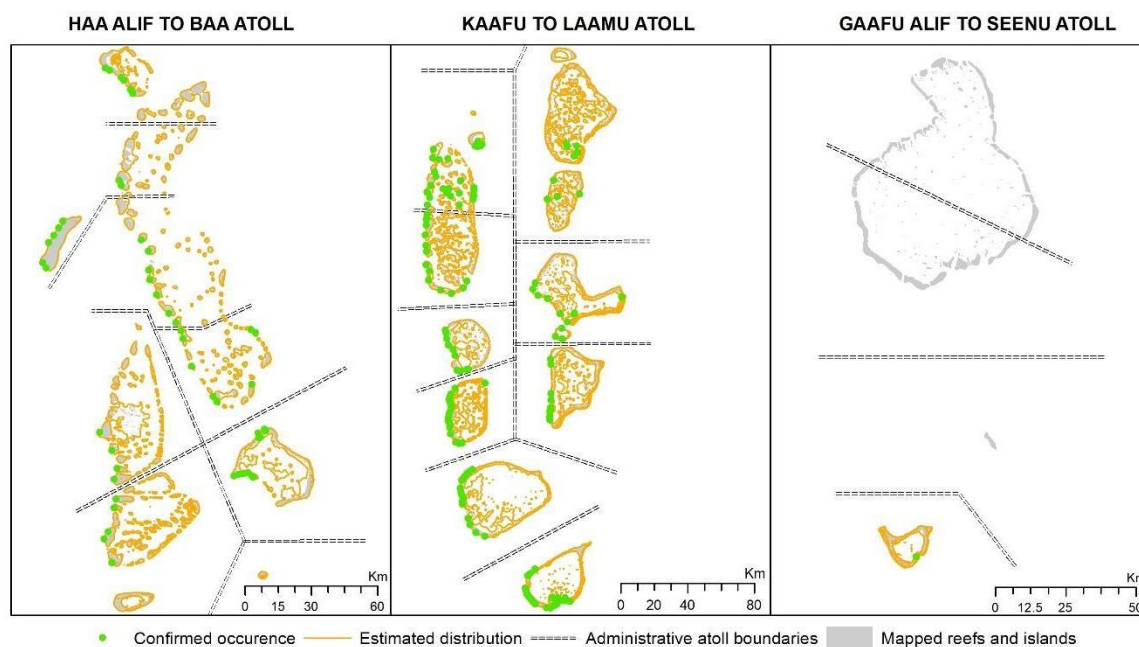 HAA ALIF TO BAA ATOLL
KAAFU TO LAAMU ATOLL
GAAFU ALIF TO SEENU ATOLL
Km
0 15 30 60
Km
0 20 40 80
Km
0 12.5 25 50
Confirmed occurence
Estimated distribution
Administrative atoll boundaries
Mapped reefs and islands